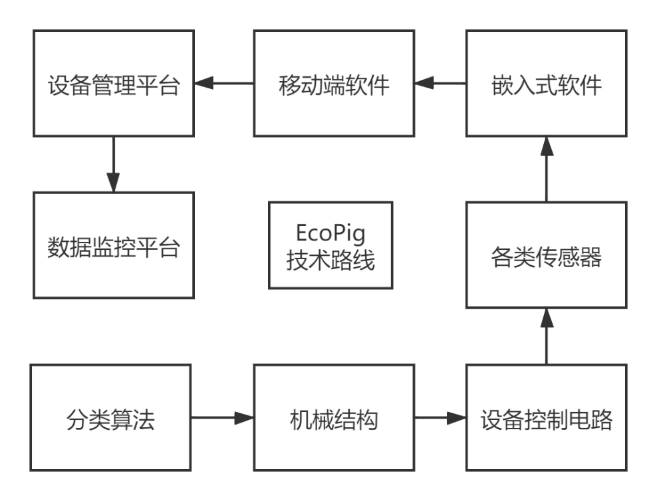 设备管理平台
移动端软件
嵌入式软件
数据监控平台
EcoPig
技术路线
各类传感器
分类算法
机械结构
设备控制电路